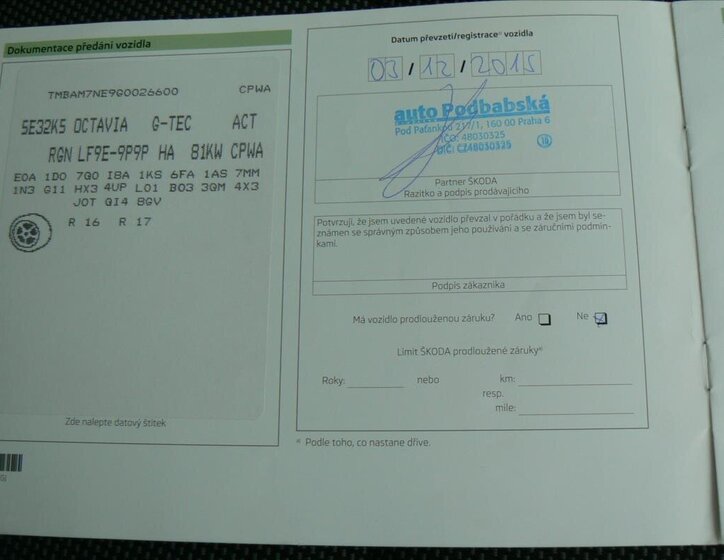 Dokumentace předání vozidla
TMBAM7NE9G0026600 CPWA
5E32K5 OCTAVIA G-TEC ACT
RGN LF9E-9P9P HA 81KW CPWA
E0A 1D0 7G0 I8A 1KS 6FA 1AS 7MM
1N3 G11 HX3 4UP L01 B03 3GM 4X3
J0T QI4 8GV
R 16 R 17
Zde nalepte datový štítek
Datum převzetí/registrace*) vozidla
03 / 12 / 2015
auto Podbabská
Pod Paťankou 217/1, 160 00 Praha 6
IČO: 48030325
DIČ: CZ48030325
Partner ŠKODA
Razítko a podpis prodávajícího
Potvrzuji, že jsem uvedené vozidlo převzal v pořádku a že jsem byl se-
známen se správným způsobem jeho používání a se záručními podmín-
kami.
Podpis zákazníka
Má vozidlo prodlouženou záruku? Ano Ne
Limit ŠKODA prodloužené záruky*)
Roky: nebo km:
resp.
míle:
*) Podle toho, co nastane dříve.